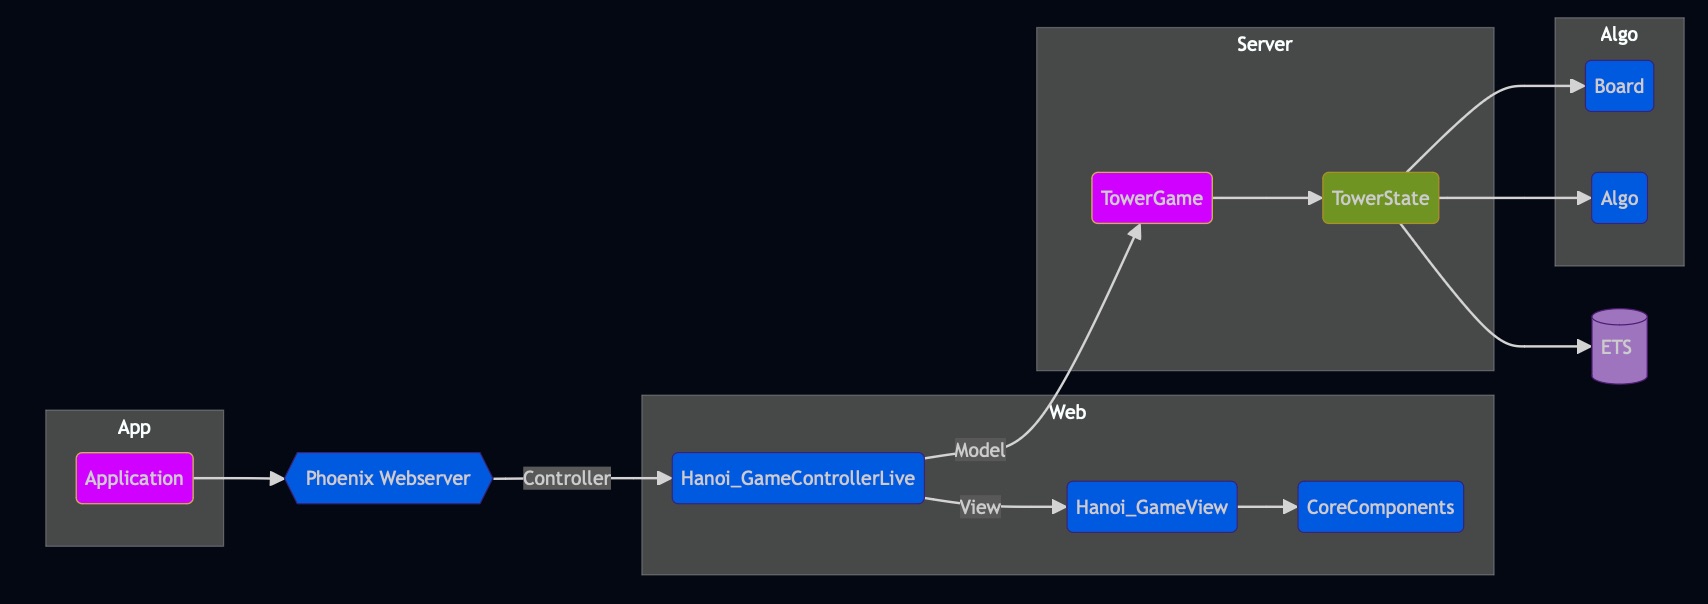 Server
Algo
Board
TowerGame
TowerState
Algo
ETS
App
Web
Application
Phoenix Webserver
Controller
Hanoi_GameControllerLive
Model
View
Hanoi_GameView
CoreComponents